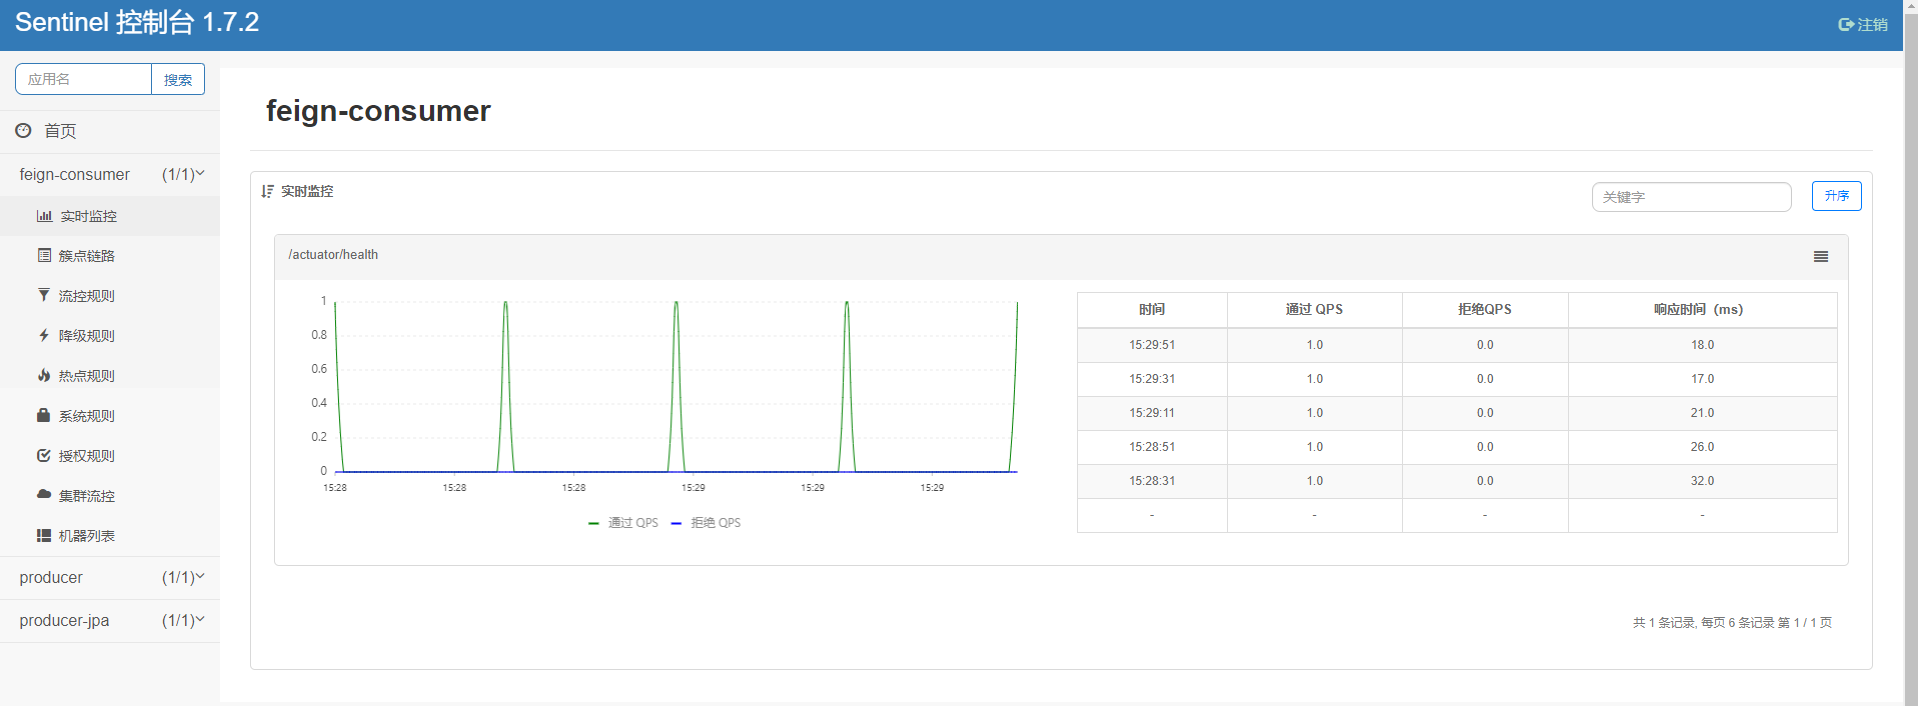 Sentinel 控制台 1.7.2
注销
应用名 搜索
首页
feign-consumer (1/1)
实时监控
簇点链路
流控规则
降级规则
热点规则
系统规则
授权规则
集群流控
机器列表
producer (1/1)
producer-jpa (1/1)
feign-consumer
实时监控
关键字 升序
/actuator/health
1
0.8
0.6
0.4
0.2
0
15:28 15:28 15:28 15:29 15:29 15:29
通过 QPS 拒绝 QPS
时间 通过 QPS 拒绝QPS 响应时间（ms）
15:29:51 1.0 0.0 18.0
15:29:31 1.0 0.0 17.0
15:29:11 1.0 0.0 21.0
15:28:51 1.0 0.0 26.0
15:28:31 1.0 0.0 32.0
- - - -
共 1 条记录, 每页 6 条记录 第 1 / 1 页